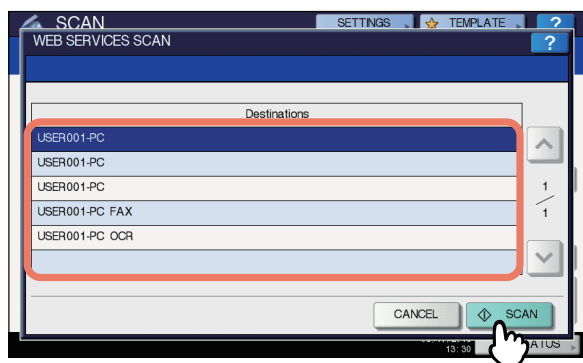 SCAN
SETTINGS
TEMPLATE
?
WEB SERVICES SCAN
?
Destinations
USER001-PC
USER001-PC
USER001-PC
USER001-PC FAX
USER001-PC OCR
1
1
CANCEL
SCAN
13:30